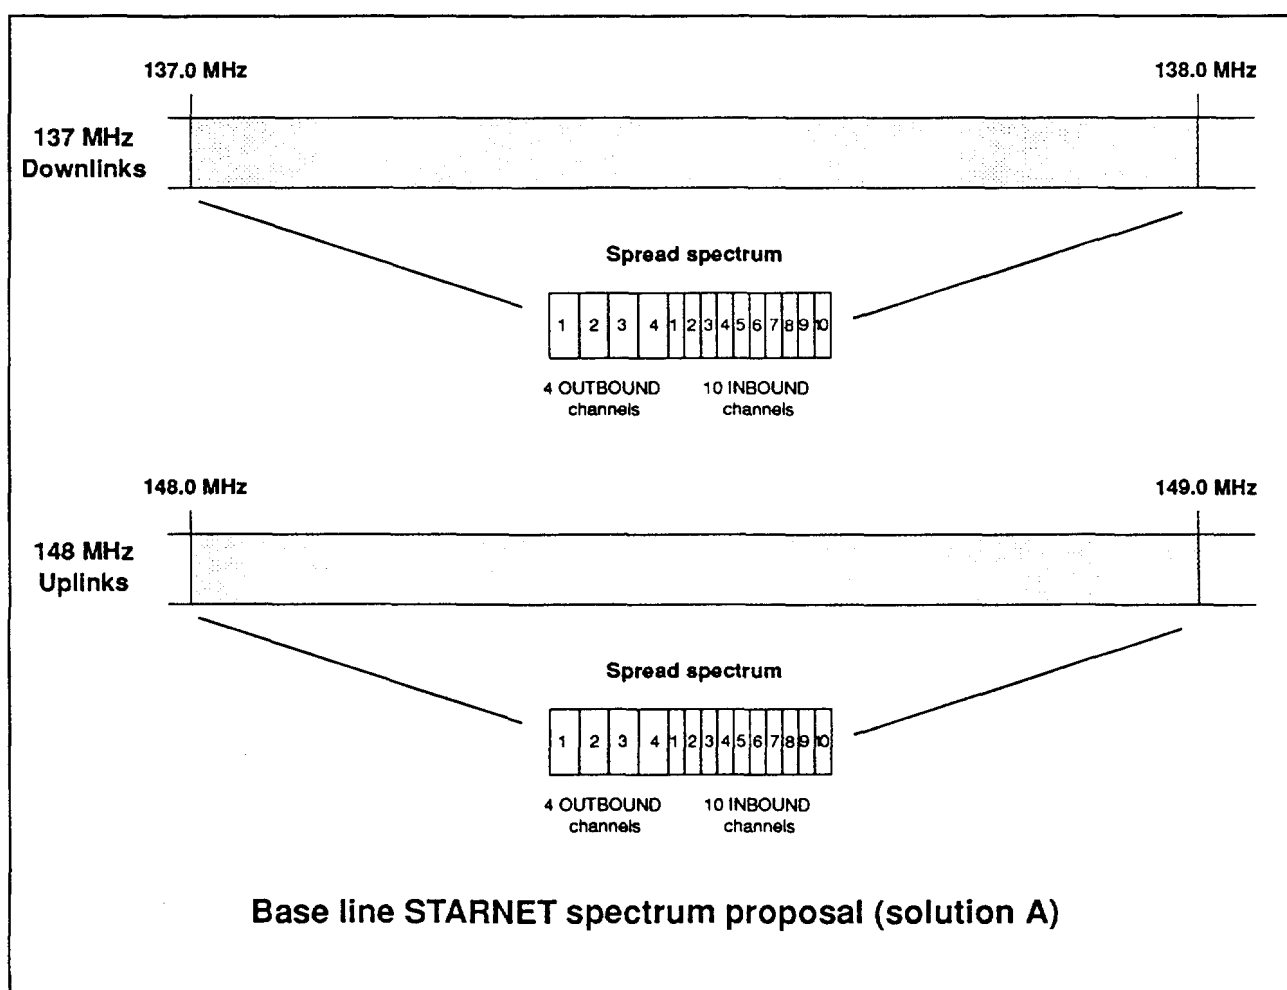 137.0 MHz 138.0 MHz
137 MHz
Downlinks
Spread spectrum
1 2 3 4 1 2 3 4 5 6 7 8 9 10
4 OUTBOUND 10 INBOUND
channels channels
148.0 MHz 149.0 MHz
148 MHz
Uplinks
Spread spectrum
1 2 3 4 1 2 3 4 5 6 7 8 9 10
4 OUTBOUND 10 INBOUND
channels channels
Base line STARNET spectrum proposal (solution A)